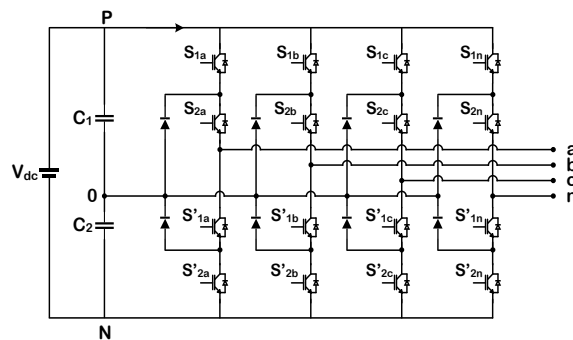 P
S1a S1b S1c S1n
C1 S2a S2b S2c S2n
Vdc
a
b
c
0 n
C2 S'1a S'1b S'1c S'1n
S'2a S'2b S'2c S'2n
N